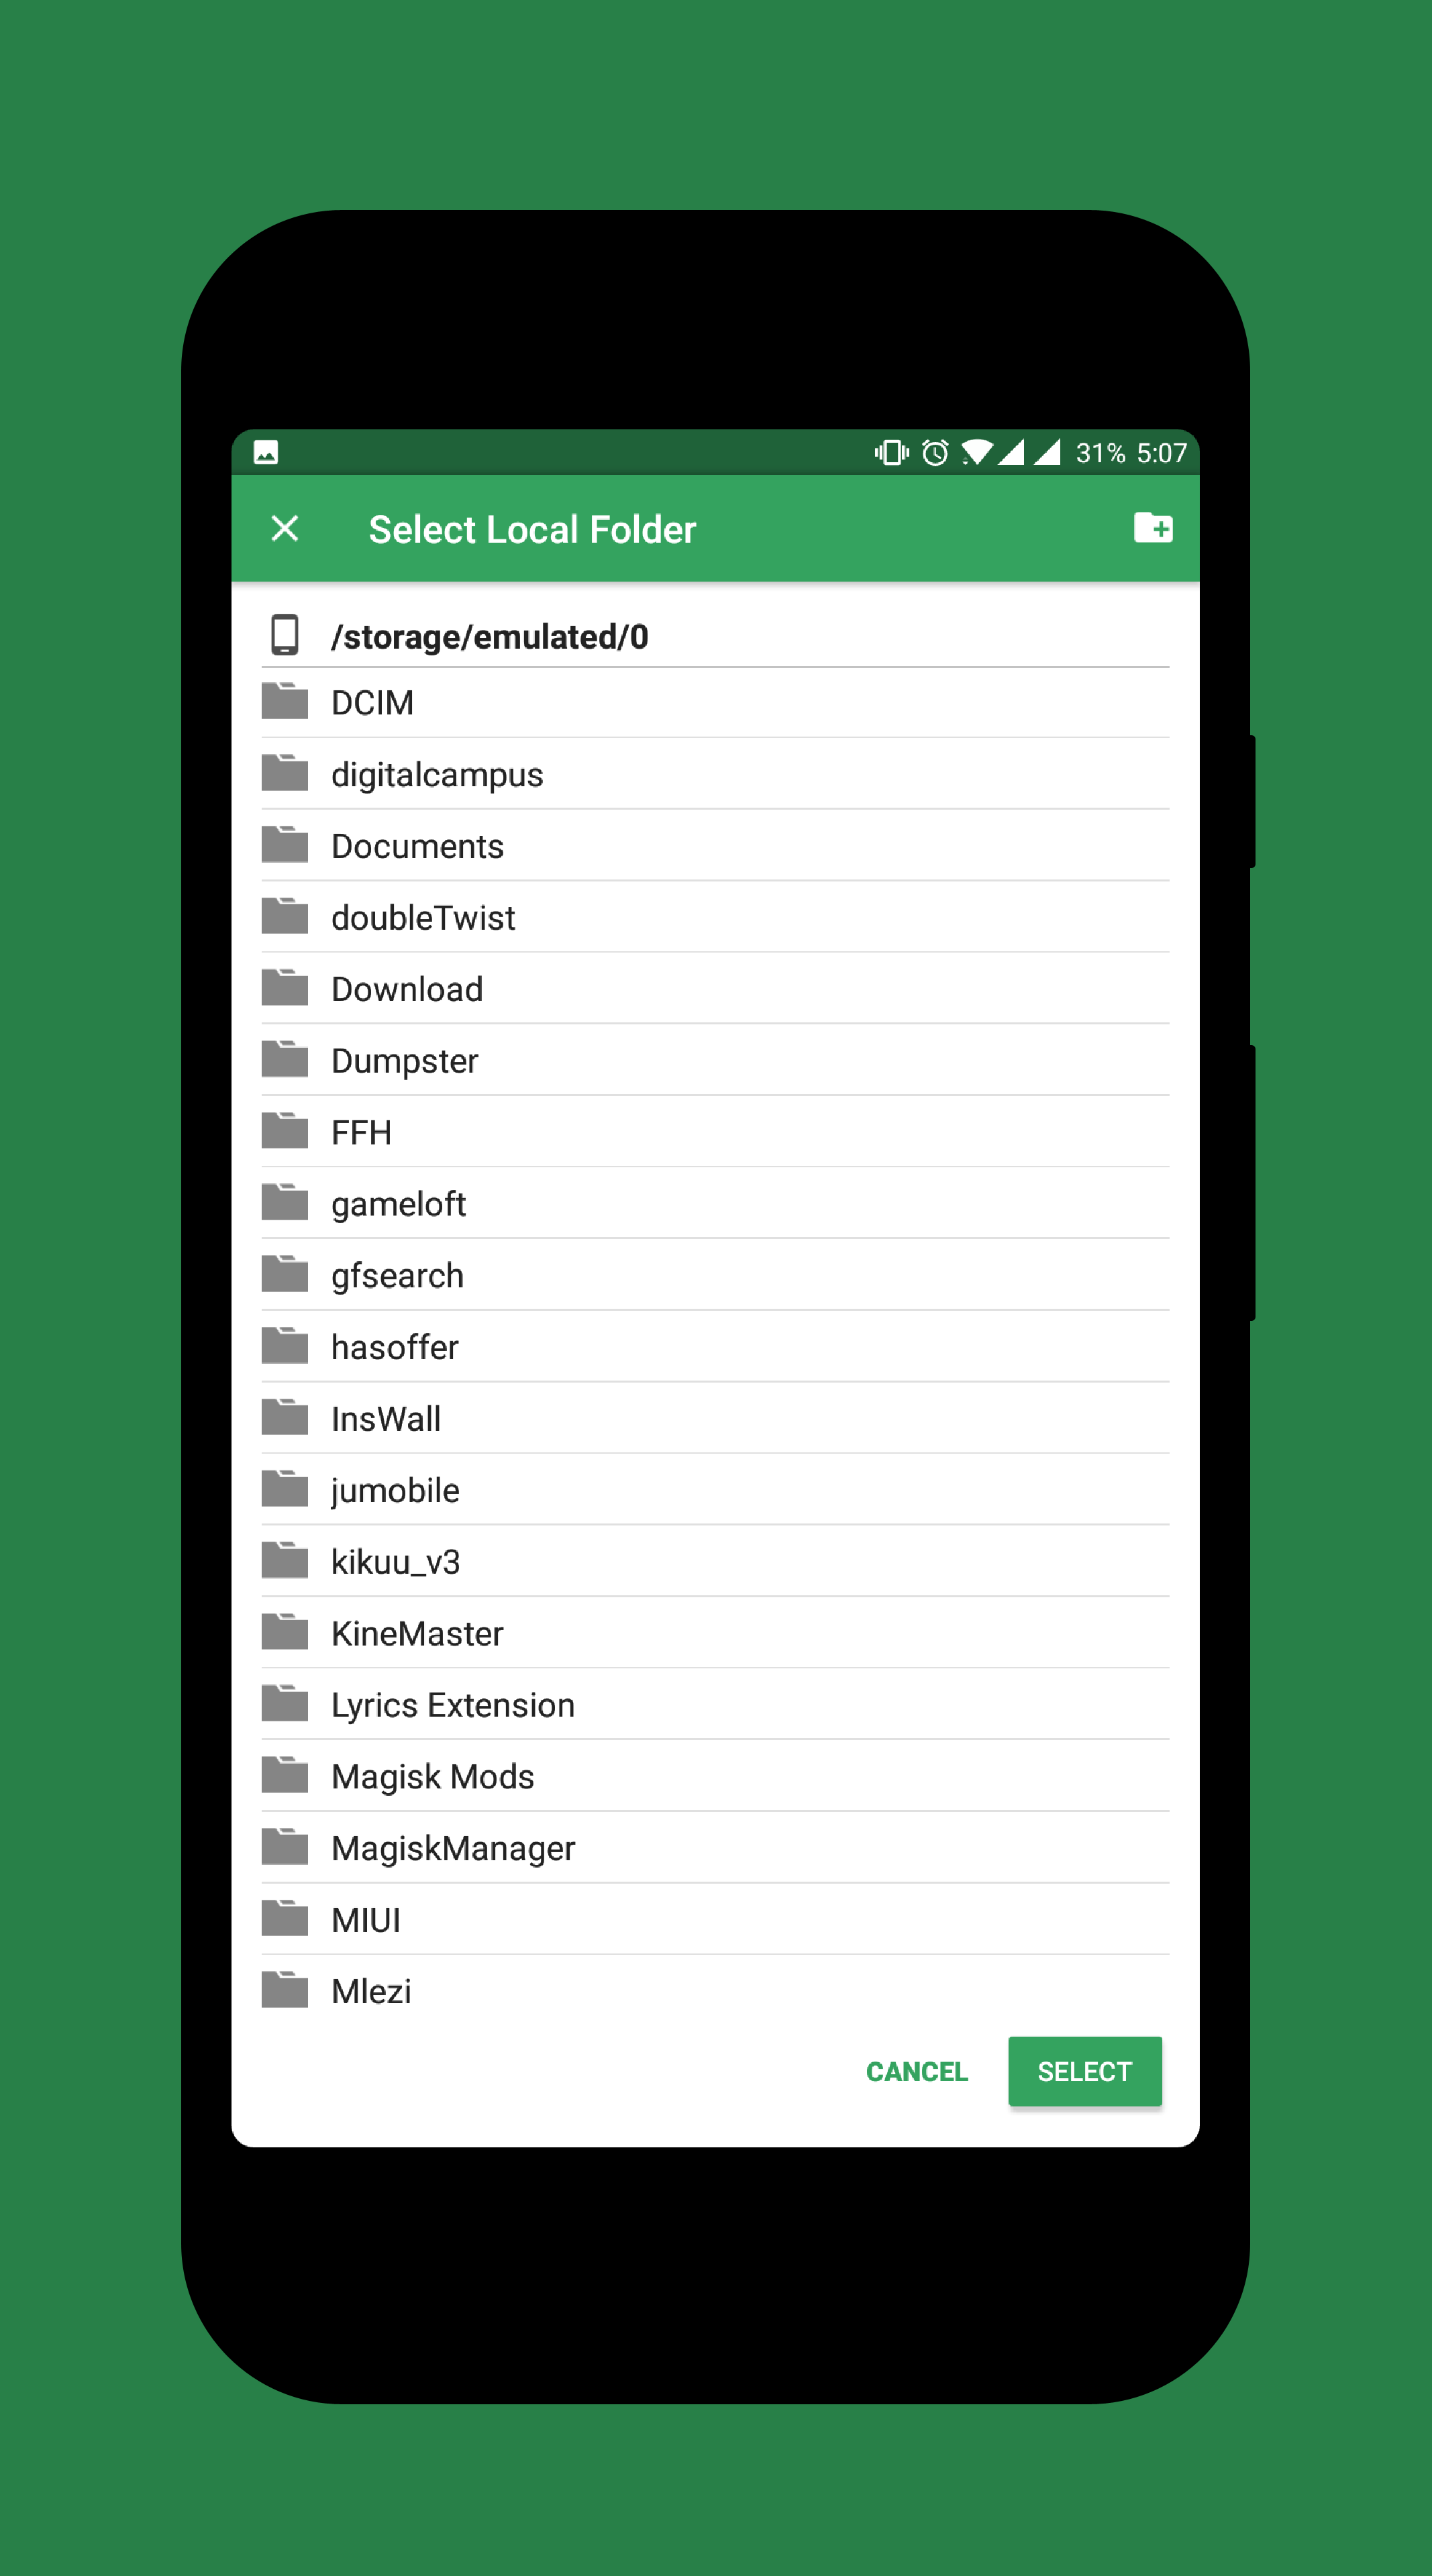 31% 5:07
Select Local Folder
/storage/emulated/0
DCIM
digitalcampus
Documents
doubleTwist
Download
Dumpster
FFH
gameloft
gfsearch
hasoffer
InsWall
jumobile
kikuu_v3
KineMaster
Lyrics Extension
Magisk Mods
MagiskManager
MIUI
Mlezi
CANCEL SELECT